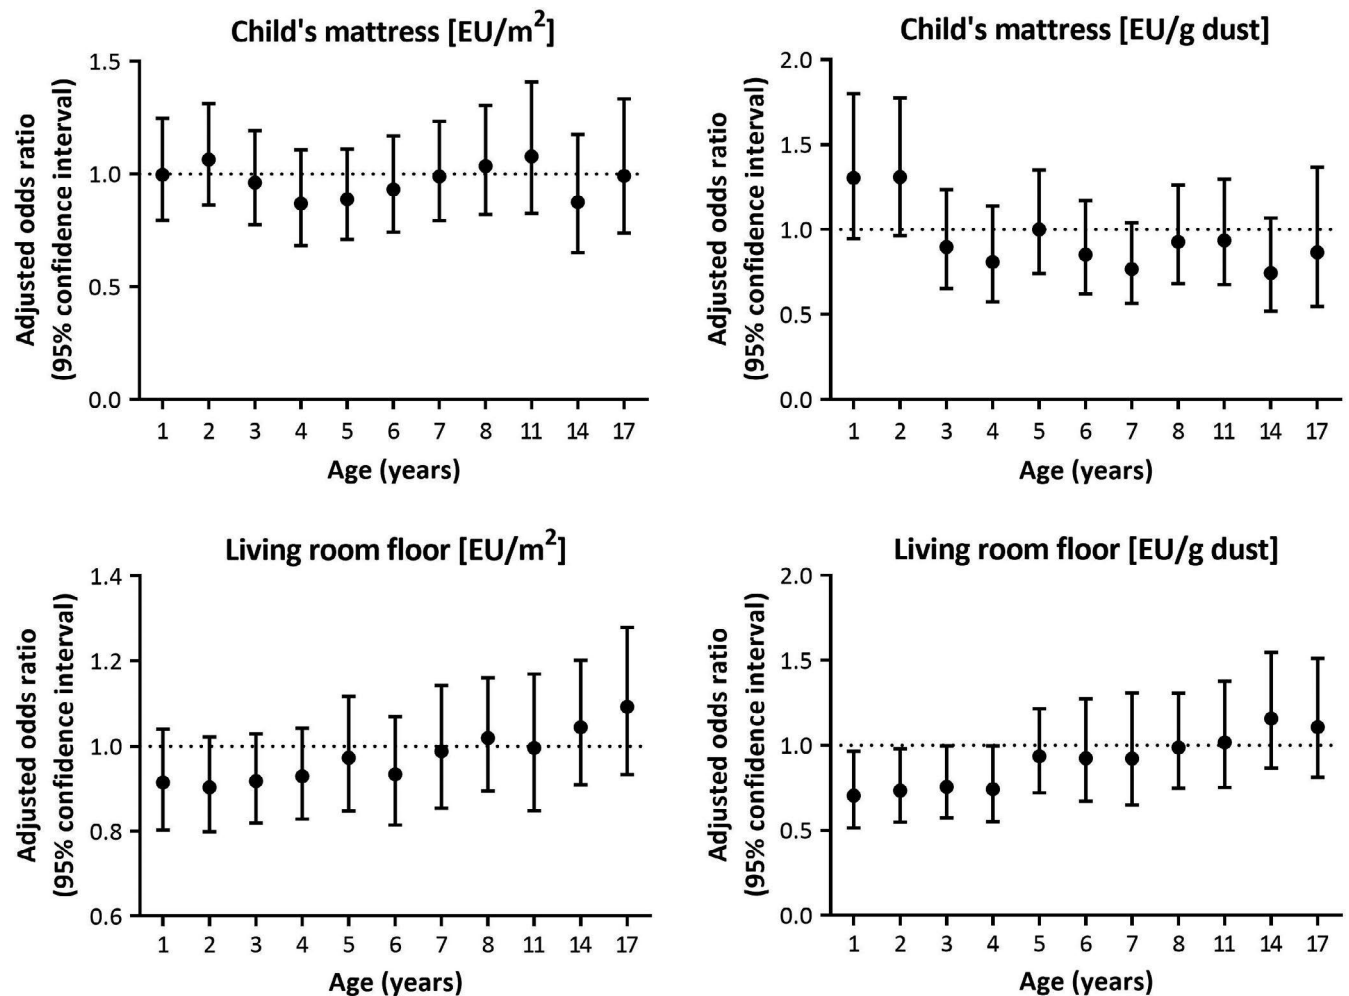 Child's mattress [EU/m²]
Adjusted odds ratio
(95% confidence interval)
1.5
1.0
0.5
0.0
1 2 3 4 5 6 7 8 11 14 17
Age (years)
Child's mattress [EU/g dust]
Adjusted odds ratio
(95% confidence interval)
2.0
1.5
1.0
0.5
0.0
1 2 3 4 5 6 7 8 11 14 17
Age (years)
Living room floor [EU/m²]
Adjusted odds ratio
(95% confidence interval)
1.4
1.2
1.0
0.8
0.6
1 2 3 4 5 6 7 8 11 14 17
Age (years)
Living room floor [EU/g dust]
Adjusted odds ratio
(95% confidence interval)
2.0
1.5
1.0
0.5
0.0
1 2 3 4 5 6 7 8 11 14 17
Age (years)